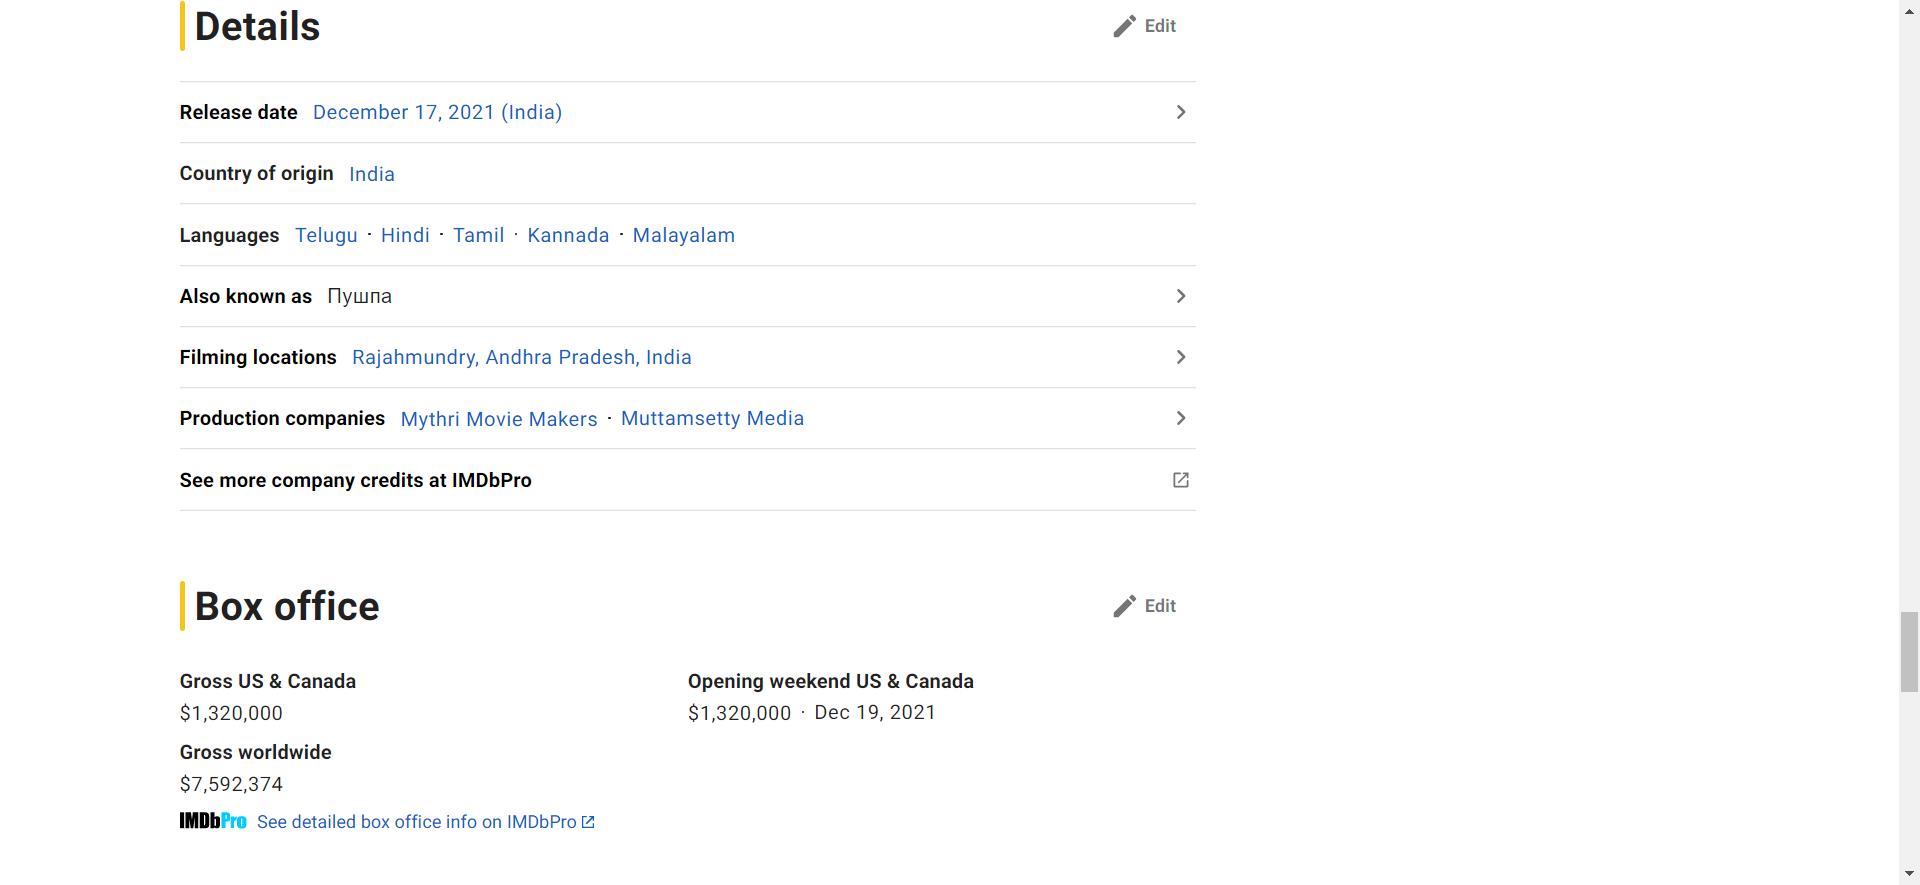 Details
Edit
Release date December 17, 2021 (India)
Country of origin India
Languages Telugu · Hindi · Tamil · Kannada · Malayalam
Also known as Пушпа
Filming locations Rajahmundry, Andhra Pradesh, India
Production companies Mythri Movie Makers · Muttamsetty Media
See more company credits at IMDbPro
Box office
Edit
Gross US & Canada
$1,320,000
Opening weekend US & Canada
$1,320,000 · Dec 19, 2021
Gross worldwide
$7,592,374
IMDbPro See detailed box office info on IMDbPro